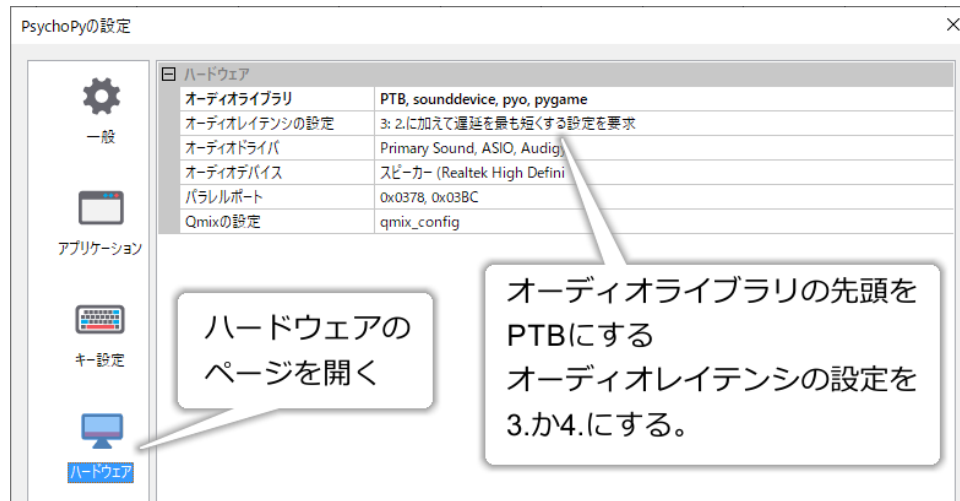 PsychoPyの設定
一般
アプリケーション
キー設定
ハードウェア
ハードウェア
オーディオライブラリ PTB, sounddevice, pyo, pygame
オーディオレイテンシの設定 3: 2.に加えて遅延を最も短くする設定を要求
オーディオドライバ Primary Sound, ASIO, Audigy
オーディオデバイス スピーカー (Realtek High Defini
パラレルポート 0x0378, 0x03BC
Qmixの設定 qmix_config
ハードウェアの
ページを開く
オーディオライブラリの先頭を
PTBにする
オーディオレイテンシの設定を
3.か4.にする。